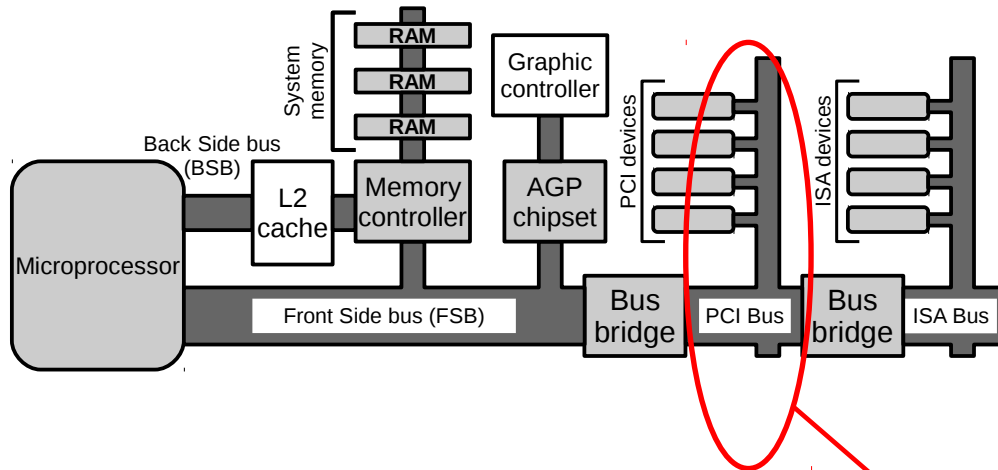 System
memory
RAM
RAM
RAM
Graphic
controller
PCI devices
ISA devices
Back Side bus
(BSB)
L2
cache
Memory
controller
AGP
chipset
Microprocessor
Front Side bus (FSB)
Bus
bridge
PCI Bus
Bus
bridge
ISA Bus